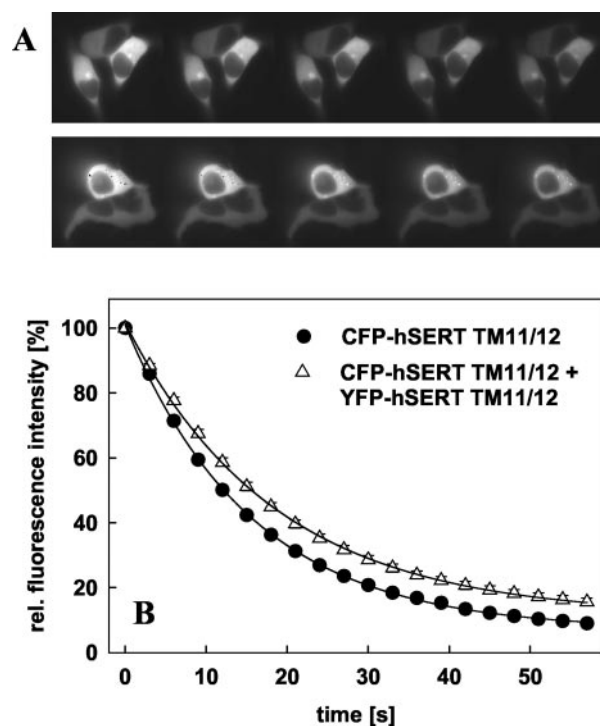 A
rel. fluorescence intensity [%]
100
80
60
40
20
0
CFP-hSERT TM11/12
CFP-hSERT TM11/12 +
YFP-hSERT TM11/12
B
0 10 20 30 40 50
time [s]